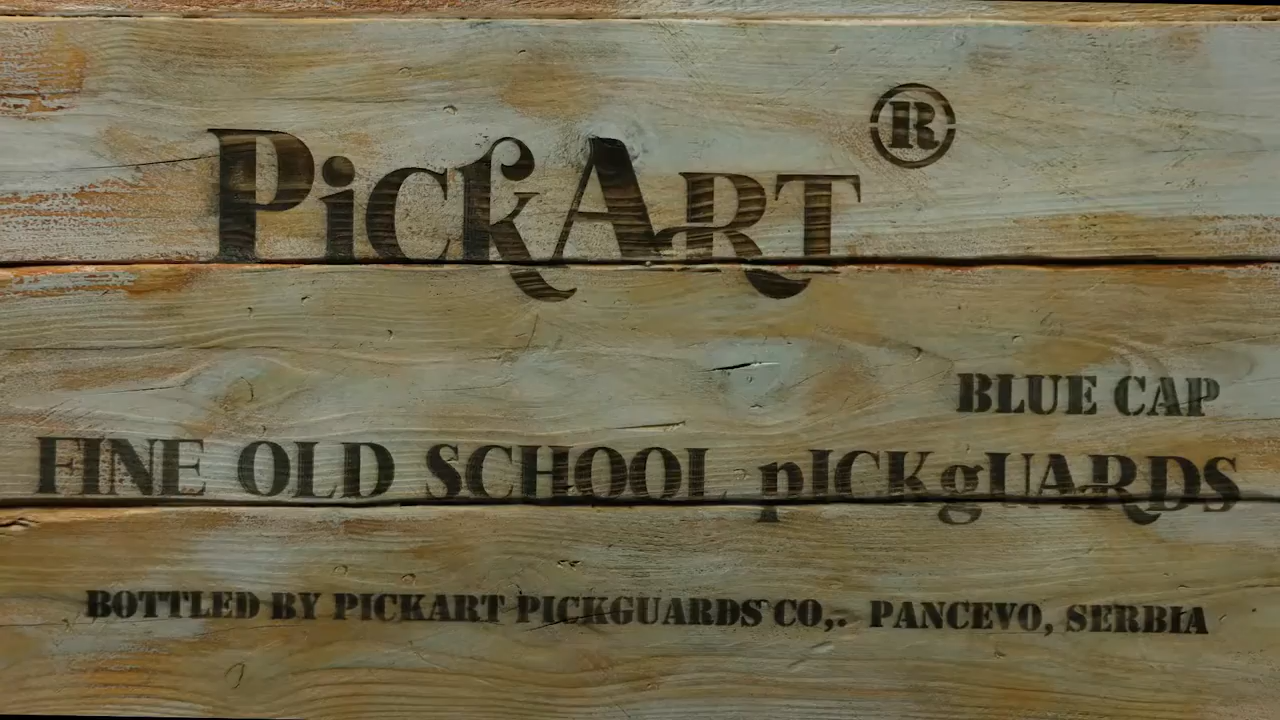 PickArt ®
BLUE CAP
FINE OLD SCHOOL pICKgUARDS
BOTTLED BY PICKART PICKGUARDS CO,. PANCEVO, SERBIA